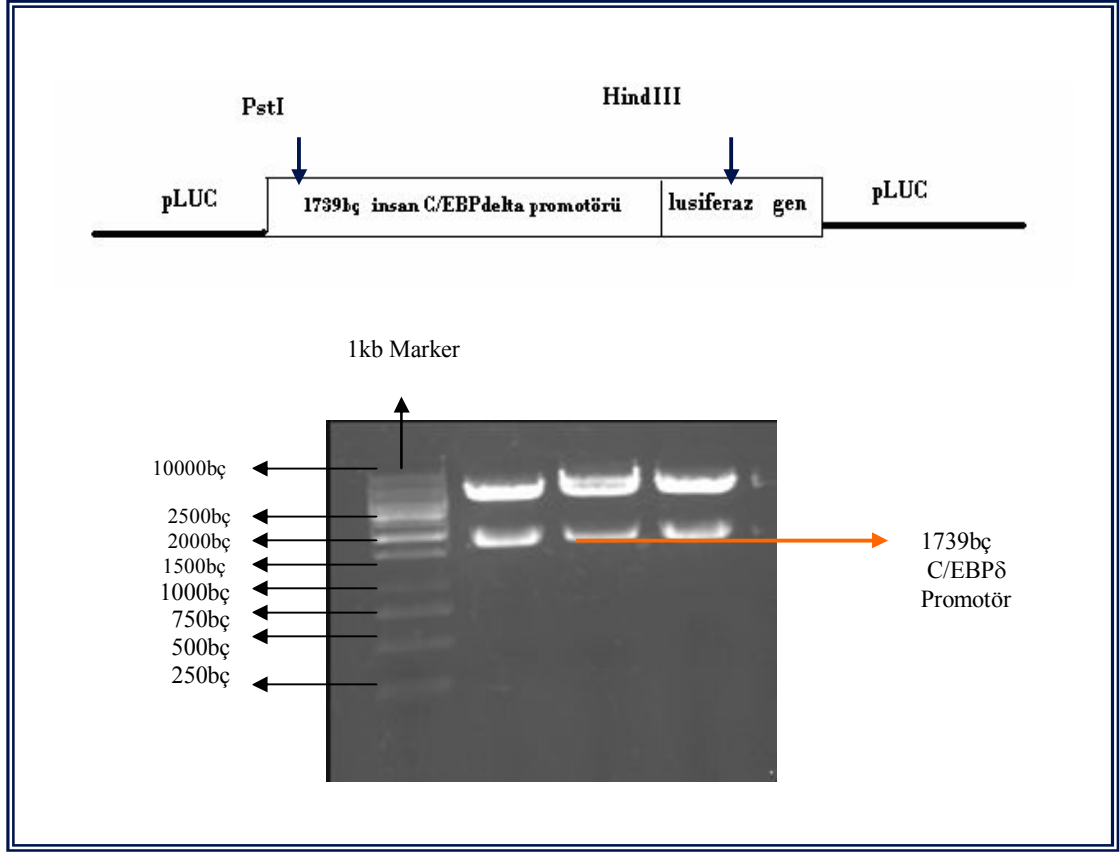 PstI
HindIII
pLUC
1739bç insan C/EBPdelta promotörü
lusiferaz gen
pLUC
1kb Marker
10000bç
2500bç
2000bç
1500bç
1000bç
750bç
500bç
250bç
1739bç
C/EBPδ
Promotör